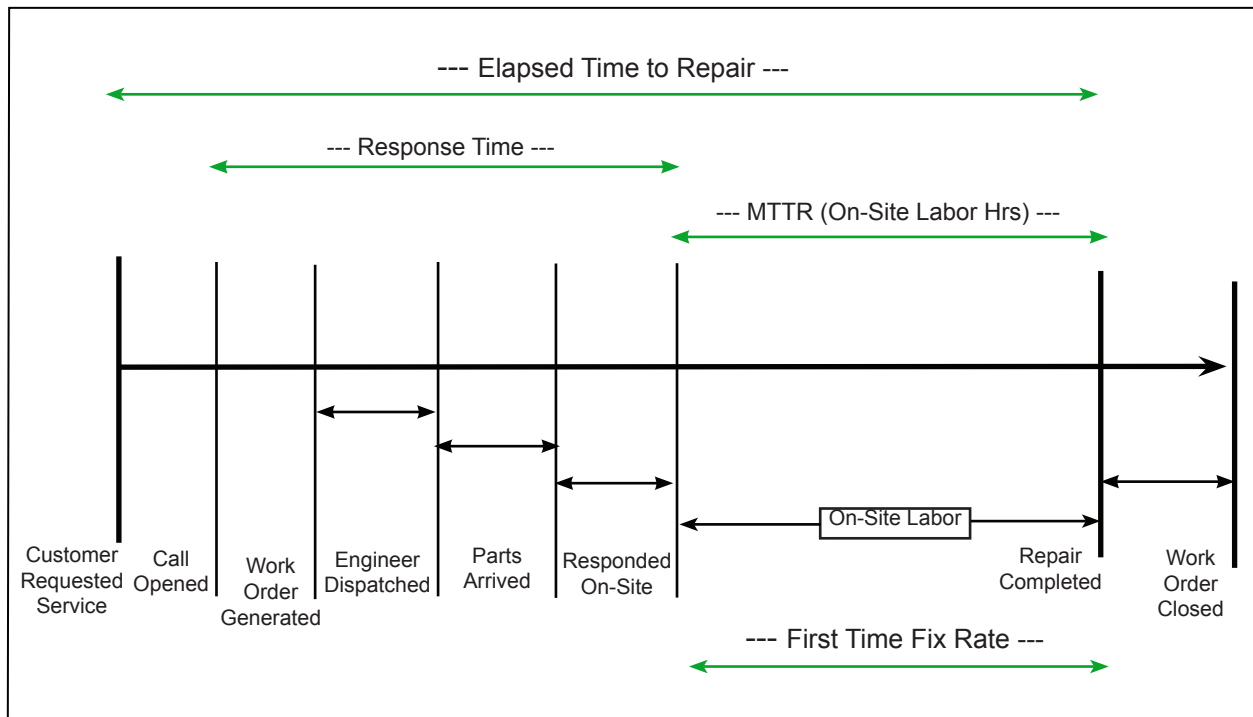 --- Elapsed Time to Repair ---
--- Response Time ---
--- MTTR (On-Site Labor Hrs) ---
On-Site Labor
Customer
Requested
Service
Call
Opened
Work
Order
Generated
Engineer
Dispatched
Parts
Arrived
Responded
On-Site
Repair
Completed
Work
Order
Closed
--- First Time Fix Rate ---